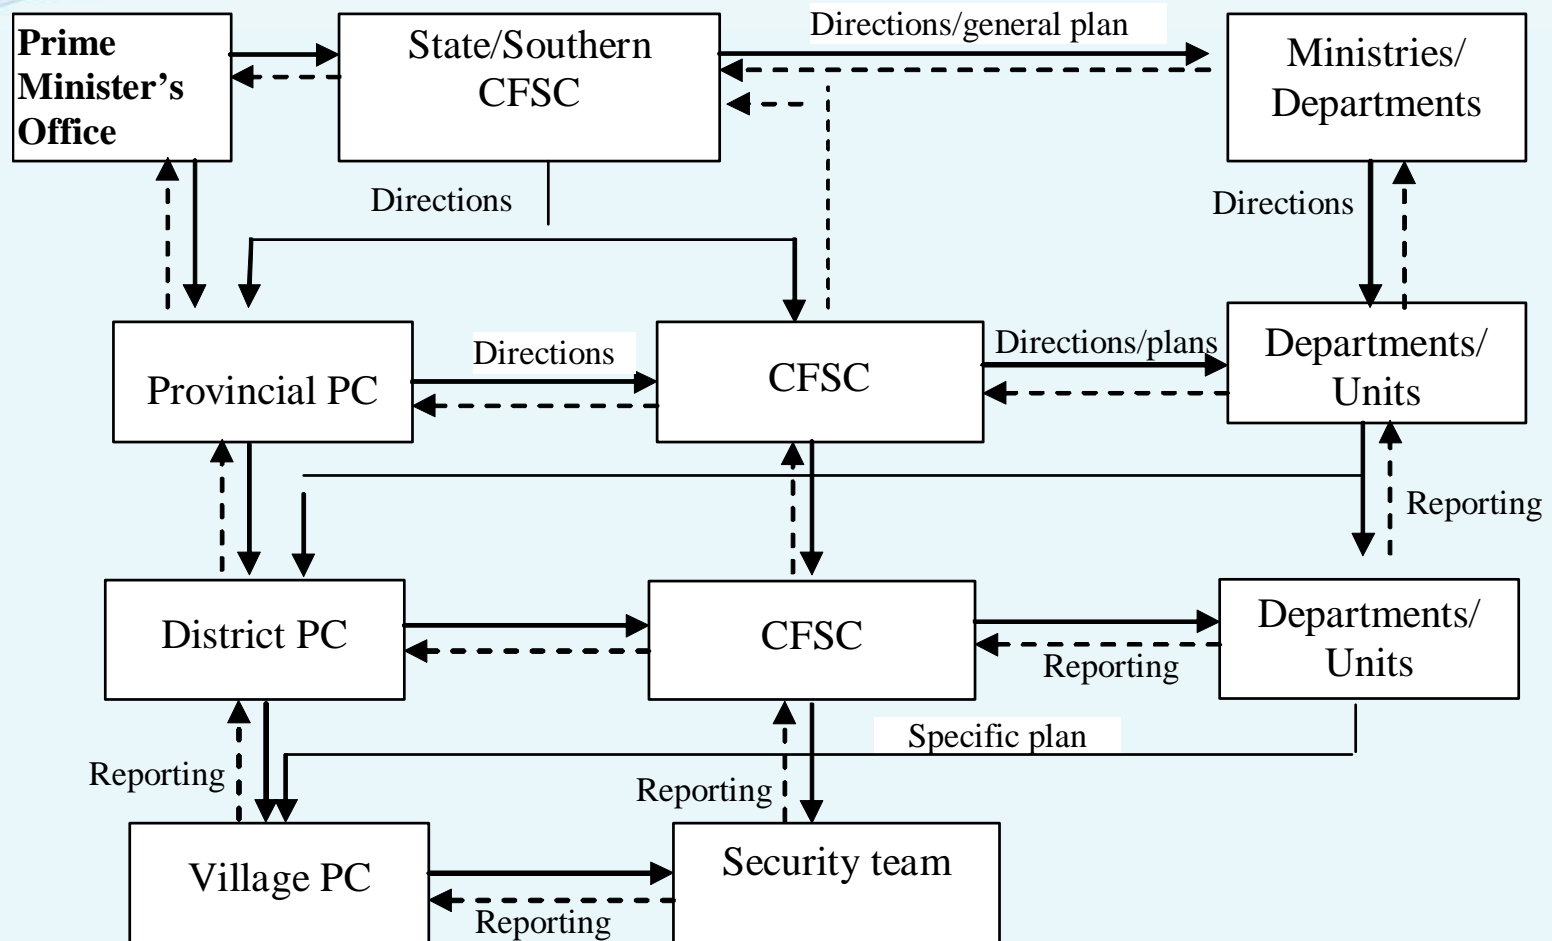 Prime
Minister’s
Office
State/Southern
CFSC
Directions/general plan
Ministries/
Departments
Directions
Directions
Provincial PC
Directions
CFSC
Directions/plans
Departments/
Units
Reporting
District PC
CFSC
Reporting
Departments/
Units
Reporting
Reporting
Specific plan
Village PC
Reporting
Security team